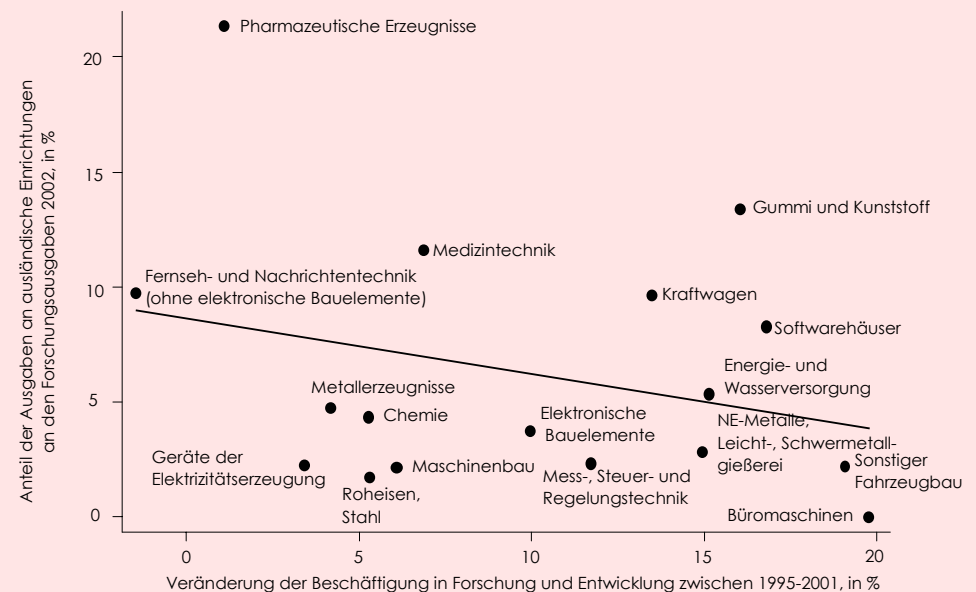 Anteil der Ausgaben an ausländische Einrichtungen
an den Forschungsausgaben 2002, in %
20
15
10
5
0
Pharmazeutische Erzeugnisse
Gummi und Kunststoff
Medizintechnik
Fernseh- und Nachrichtentechnik
(ohne elektronische Bauelemente)
Kraftwagen
Softwarehäuser
Energie- und
Wasserversorgung
Metallerzeugnisse
Chemie
Elektronische
Bauelemente
NE-Metalle,
Leicht-, Schwermetall-
gießerei
Geräte der
Elektrizitätserzeugung
Maschinenbau
Mess-, Steuer- und
Regelungstechnik
Sonstiger
Fahrzeugbau
Roheisen,
Stahl
Büromaschinen
0
5
10
15
20
Veränderung der Beschäftigung in Forschung und Entwicklung zwischen 1995-2001, in %